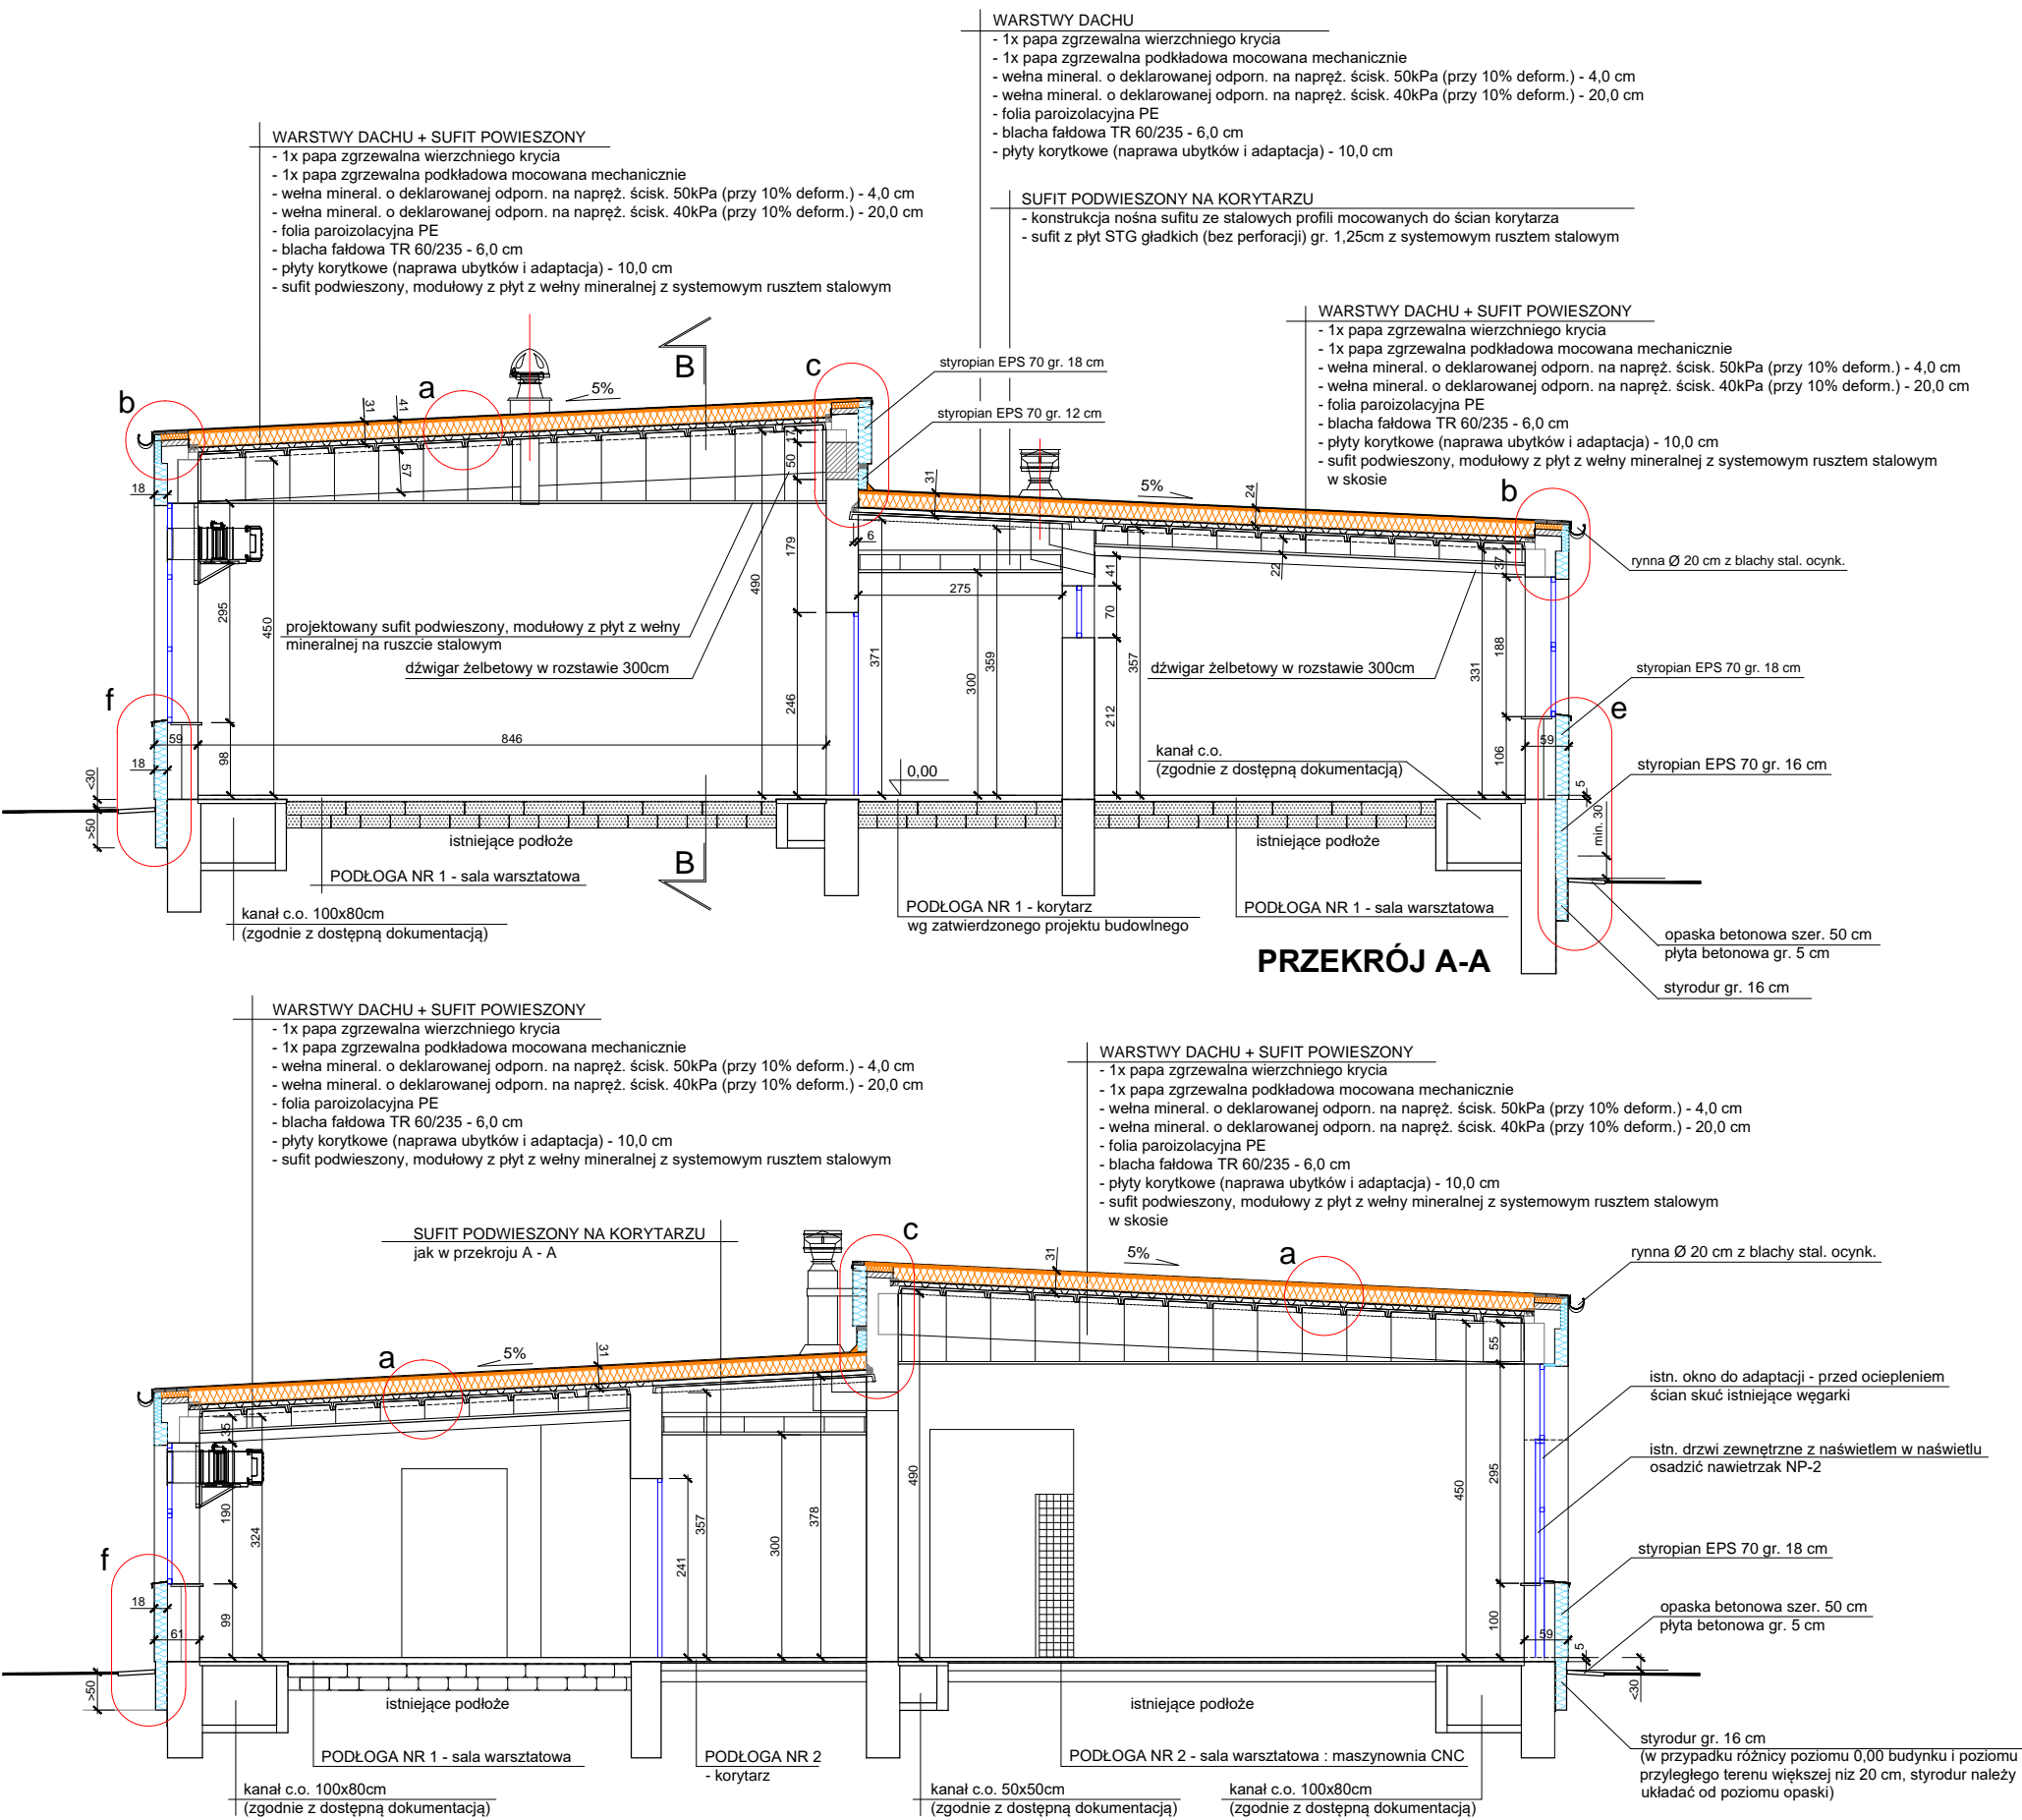 WARSTWY DACHU
- 1x papa zgrzewalna wierzchniego krycia
- 1x papa zgrzewalna podkładowa mocowana mechanicznie
- wełna mineral. o deklarowanej odporn. na napręż. ścisk. 50kPa (przy 10% deform.) - 4,0 cm
- wełna mineral. o deklarowanej odporn. na napręż. ścisk. 40kPa (przy 10% deform.) - 20,0 cm
- folia paroizolacyjna PE
- blacha fałdowa TR 60/235 - 6,0 cm
- płyty korytkowe (naprawa ubytków i adaptacja) - 10,0 cm
WARSTWY DACHU + SUFIT POWIESZONY
- 1x papa zgrzewalna wierzchniego krycia
- 1x papa zgrzewalna podkładowa mocowana mechanicznie
- wełna mineral. o deklarowanej odporn. na napręż. ścisk. 50kPa (przy 10% deform.) - 4,0 cm
- wełna mineral. o deklarowanej odporn. na napręż. ścisk. 40kPa (przy 10% deform.) - 20,0 cm
- folia paroizolacyjna PE
- blacha fałdowa TR 60/235 - 6,0 cm
- płyty korytkowe (naprawa ubytków i adaptacja) - 10,0 cm
- sufit podwieszony, modułowy z płyt z wełny mineralnej z systemowym rusztem stalowym
SUFIT PODWIESZONY NA KORYTARZU
- konstrukcja nośna sufitu ze stalowych profili mocowanych do ścian korytarza
- sufit z płyt STG gładkich (bez perforacji) gr. 1,25cm z systemowym rusztem stalowym
WARSTWY DACHU + SUFIT POWIESZONY
- 1x papa zgrzewalna wierzchniego krycia
- 1x papa zgrzewalna podkładowa mocowana mechanicznie
- wełna mineral. o deklarowanej odporn. na napręż. ścisk. 50kPa (przy 10% deform.) - 4,0 cm
- wełna mineral. o deklarowanej odporn. na napręż. ścisk. 40kPa (przy 10% deform.) - 20,0 cm
- folia paroizolacyjna PE
- blacha fałdowa TR 60/235 - 6,0 cm
- płyty korytkowe (naprawa ubytków i adaptacja) - 10,0 cm
- sufit podwieszony, modułowy z płyt z wełny mineralnej z systemowym rusztem stalowym
w skosie
b
a
B
c
b
31
41
5%
57
17
50
18
styropian EPS 70 gr. 18 cm
styropian EPS 70 gr. 12 cm
31
5%
24
rynna Ø 20 cm z blachy stal. ocynk.
6
179
490
295
450
275
41
22
37
70
188
projektowany sufit podwieszony, modułowy z płyt z wełny
mineralnej na ruszcie stalowym
dźwigar żelbetowy w rozstawie 300cm
371
359
300
357
331
dźwigar żelbetowy w rozstawie 300cm
styropian EPS 70 gr. 18 cm
246
212
f
e
59
846
59
98
18
<30
>50
106
0,00
kanał c.o.
(zgodnie z dostępną dokumentacją)
styropian EPS 70 gr. 16 cm
5
min. 30
istniejące podłoże
istniejące podłoże
B
PODŁOGA NR 1 - sala warsztatowa
kanał c.o. 100x80cm
(zgodnie z dostępną dokumentacją)
PODŁOGA NR 1 - korytarz
wg zatwierdzonego projektu budowlnego
PODŁOGA NR 1 - sala warsztatowa
opaska betonowa szer. 50 cm
płyta betonowa gr. 5 cm
PRZEKRÓJ A-A
styrodur gr. 16 cm
WARSTWY DACHU + SUFIT POWIESZONY
- 1x papa zgrzewalna wierzchniego krycia
- 1x papa zgrzewalna podkładowa mocowana mechanicznie
- wełna mineral. o deklarowanej odporn. na napręż. ścisk. 50kPa (przy 10% deform.) - 4,0 cm
- wełna mineral. o deklarowanej odporn. na napręż. ścisk. 40kPa (przy 10% deform.) - 20,0 cm
- folia paroizolacyjna PE
- blacha fałdowa TR 60/235 - 6,0 cm
- płyty korytkowe (naprawa ubytków i adaptacja) - 10,0 cm
- sufit podwieszony, modułowy z płyt z wełny mineralnej z systemowym rusztem stalowym
WARSTWY DACHU + SUFIT POWIESZONY
- 1x papa zgrzewalna wierzchniego krycia
- 1x papa zgrzewalna podkładowa mocowana mechanicznie
- wełna mineral. o deklarowanej odporn. na napręż. ścisk. 50kPa (przy 10% deform.) - 4,0 cm
- wełna mineral. o deklarowanej odporn. na napręż. ścisk. 40kPa (przy 10% deform.) - 20,0 cm
- folia paroizolacyjna PE
- blacha fałdowa TR 60/235 - 6,0 cm
- płyty korytkowe (naprawa ubytków i adaptacja) - 10,0 cm
- sufit podwieszony, modułowy z płyt z wełny mineralnej z systemowym rusztem stalowym
w skosie
SUFIT PODWIESZONY NA KORYTARZU
jak w przekroju A - A
c
31
5%
a
rynna Ø 20 cm z blachy stal. ocynk.
a
5%
31
55
istn. okno do adaptacji - przed ociepleniem
ścian skuć istniejące węgarki
istn. drzwi zewnętrzne z naświetlem w naświetlu
osadzić nawietrzak NP-2
35
190
324
357
378
300
241
490
450
295
f
18
61
99
>50
100
59
5
<30
styropian EPS 70 gr. 18 cm
opaska betonowa szer. 50 cm
płyta betonowa gr. 5 cm
istniejące podłoże
istniejące podłoże
PODŁOGA NR 1 - sala warsztatowa
PODŁOGA NR 2
- korytarz
PODŁOGA NR 2 - sala warsztatowa : maszynownia CNC
kanał c.o. 100x80cm
(zgodnie z dostępną dokumentacją)
kanał c.o. 50x50cm
(zgodnie z dostępną dokumentacją)
kanał c.o. 100x80cm
(zgodnie z dostępną dokumentacją)
styrodur gr. 16 cm
(w przypadku różnicy poziomu 0,00 budynku i poziomu
przyległego terenu większej niz 20 cm, styrodur należy
układać od poziomu opaski)